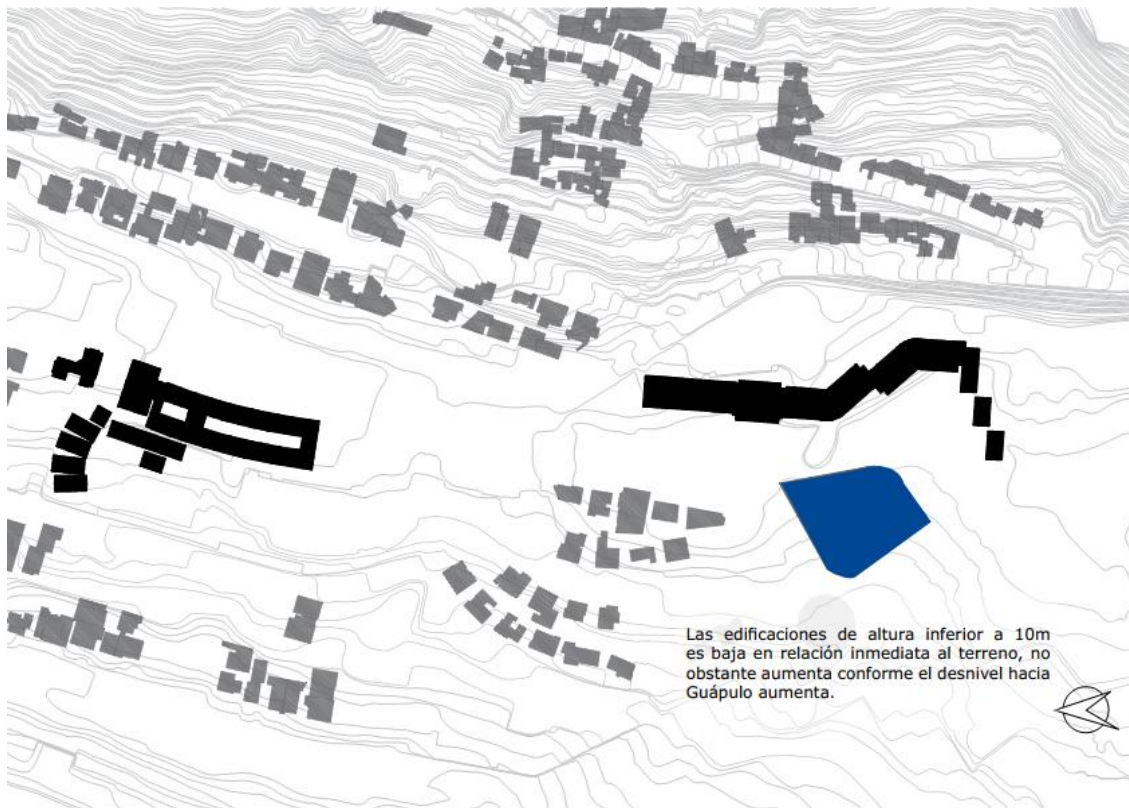 Las edificaciones de altura inferior a 10m
es baja en relación inmediata al terreno, no
obstante aumenta conforme el desnivel hacia
Guápulo aumenta.